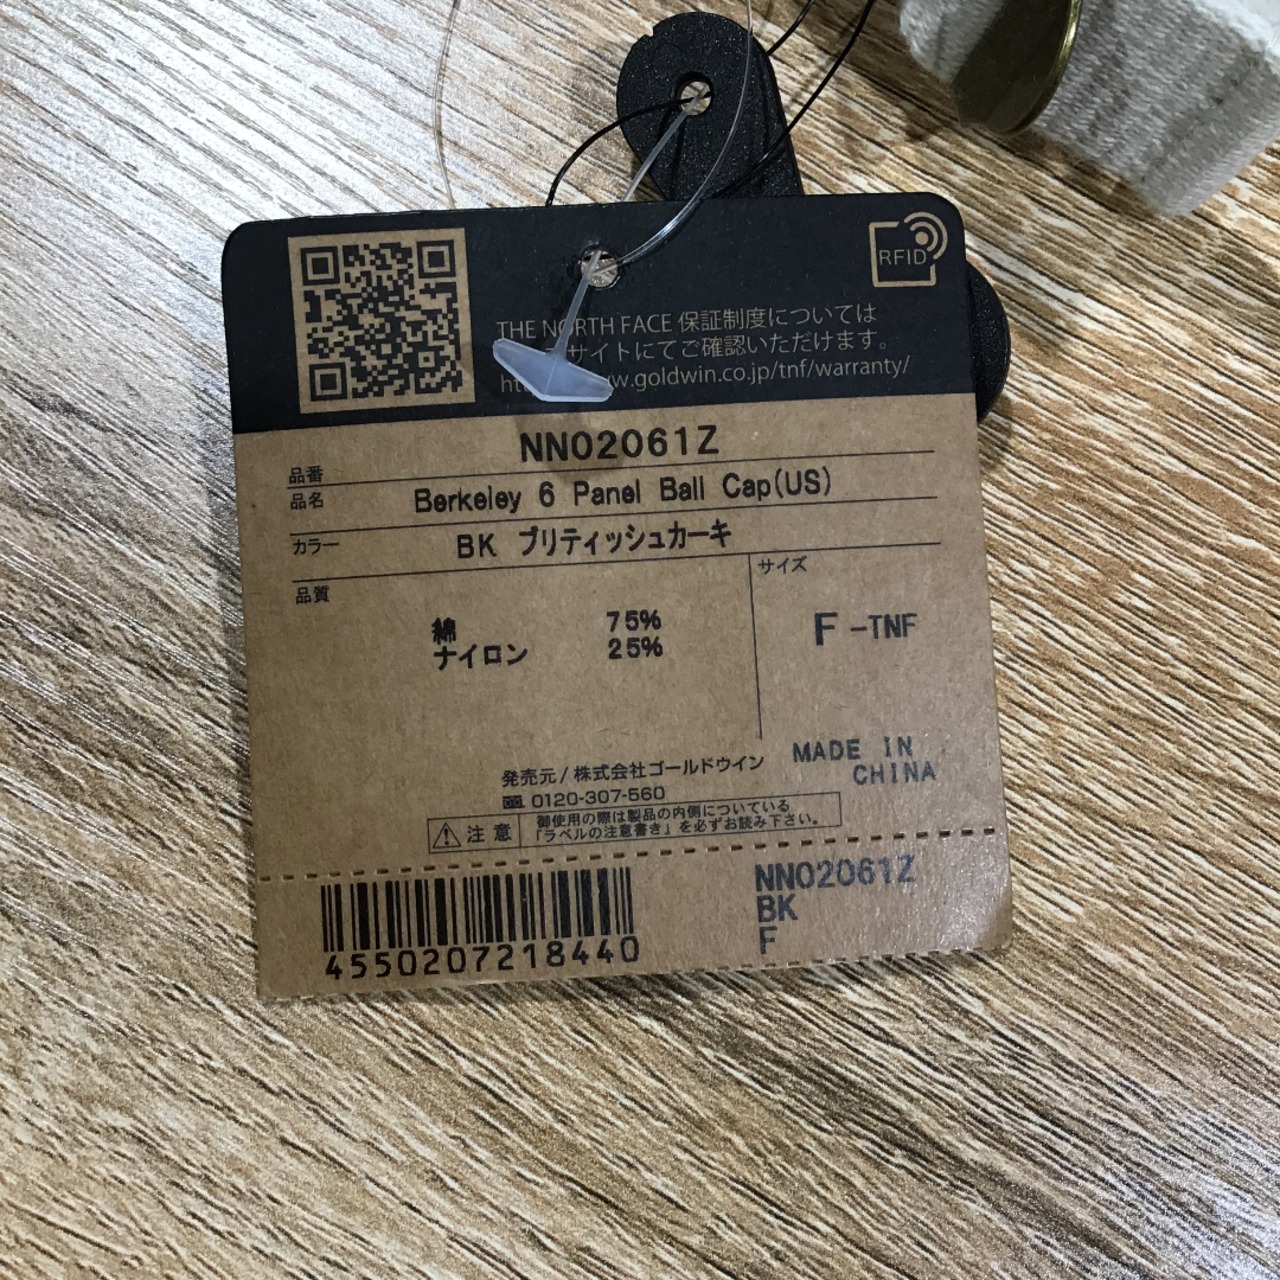 RFID
THE NORTH FACE 保証制度については
サイトにてご確認いただけます。
w.goldwin.co.jp/tnf/warranty/
品番 NN02061Z
品名 Berkeley 6 Panel Ball Cap(US)
カラー BK ブリティッシュカーキ
品質
サイズ
綿 75%
ナイロン 25%
F -TNF
MADE IN
CHINA
発売元/株式会社ゴールドウイン
0120-307-560
注意
御使用の際は製品の内側についている
「ラベルの注意書き」を必ずお読み下さい。
4550207218440
NN02061Z
BK
F